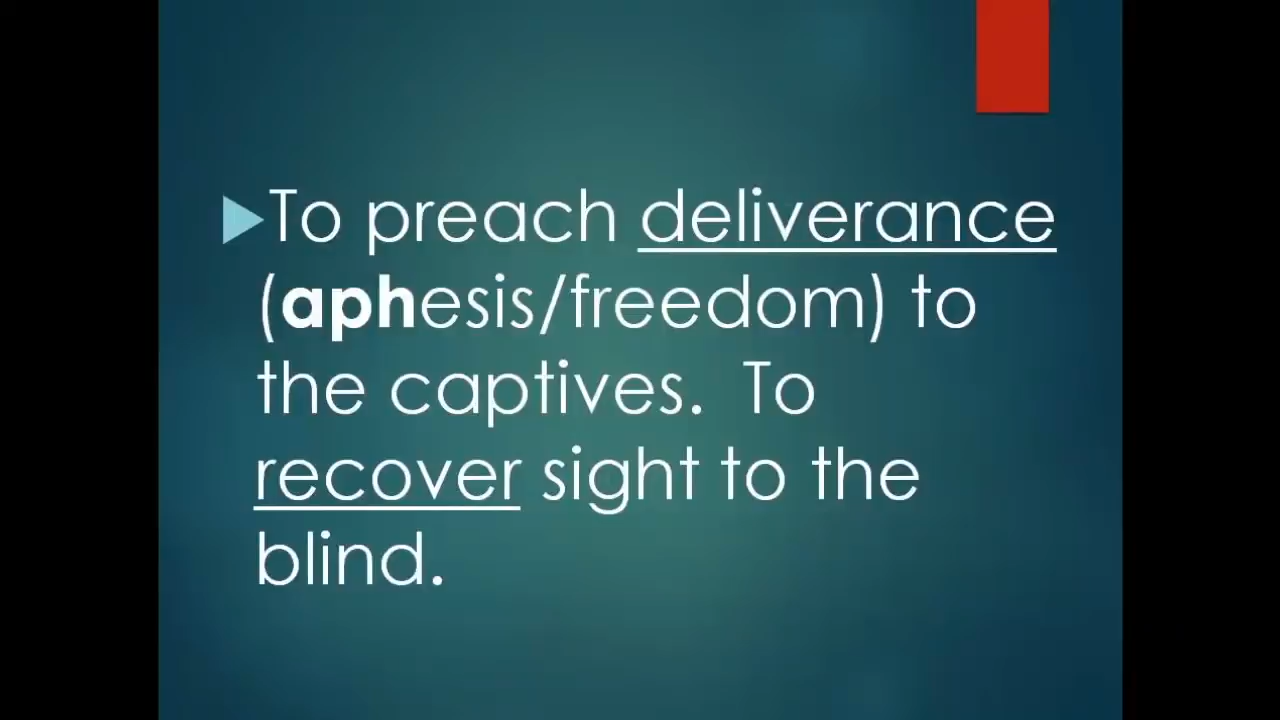 To preach deliverance
(aphesis/freedom) to
the captives.  To
recover sight to the
blind.